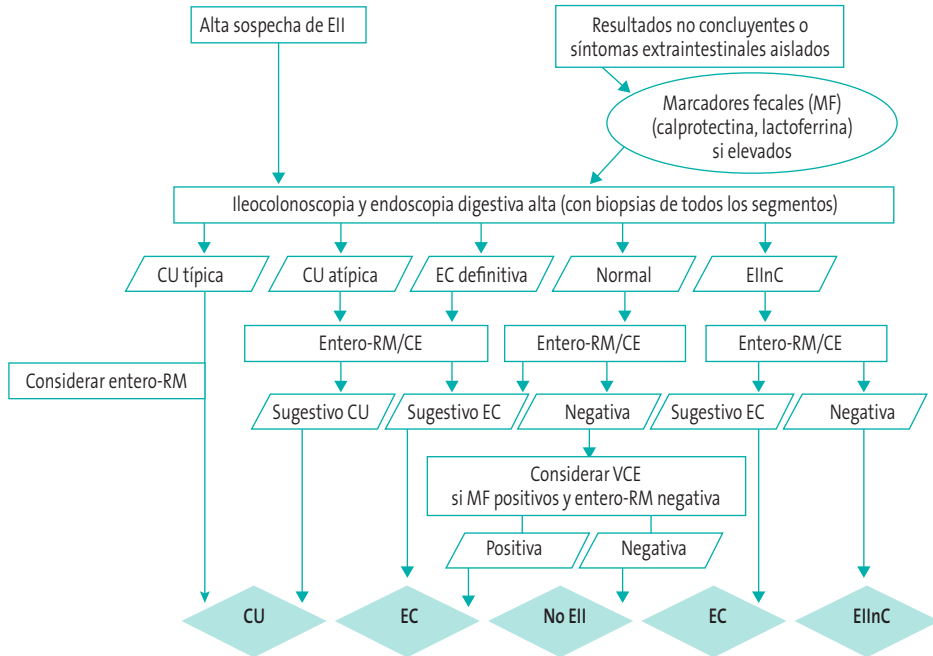 Alta sospecha de EII
Resultados no concluyentes o
síntomas extraintestinales aislados
Marcadores fecales (MF)
(calprotectina, lactoferrina)
si elevados
Ileocolonoscopia y endoscopia digestiva alta (con biopsias de todos los segmentos)
CU típica
CU atípica
EC definitiva
Normal
EIInC
Entero-RM/CE
Entero-RM/CE
Entero-RM/CE
Considerar entero-RM
Sugestivo CU
Sugestivo EC
Negativa
Sugestivo EC
Negativa
Considerar VCE
si MF positivos y entero-RM negativa
Positiva
Negativa
CU
EC
No EII
EC
EIInC